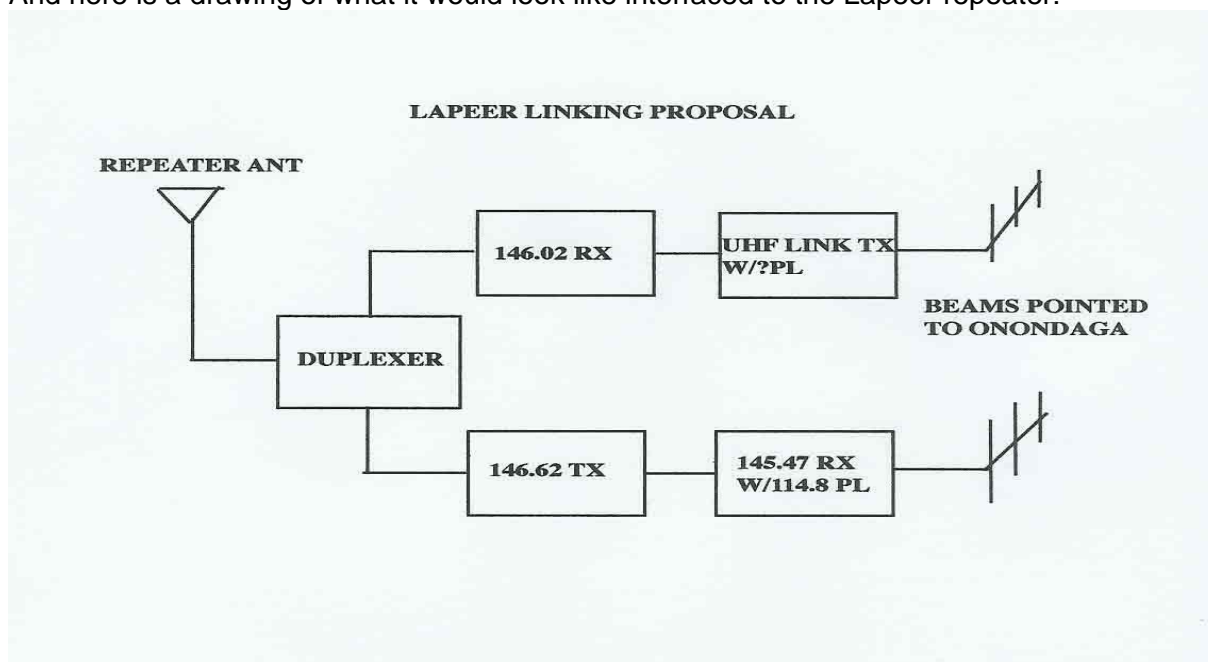 And here is a drawing of what it would look like interfaced to the Lapeer repeater.
LAPEER LINKING PROPOSAL
REPEATER ANT
146.02 RX
UHF LINK TX
W/?PL
BEAMS POINTED
TO ONONDAGA
DUPLEXER
146.62 TX
145.47 RX
W/114.8 PL